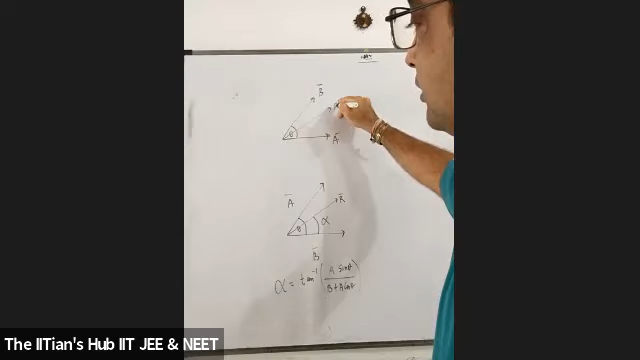 B̅
R
θ
A̅
A̅
R̅
θ
α
B̅
α = tan⁻¹ ( A sinθ / B + A cosθ )
The IITian's Hub IIT JEE & NEET